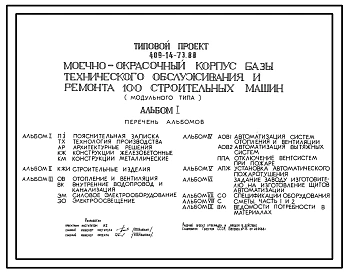 ТИПОВОЙ ПРОЕКТ
409-14-73.88
МОЕЧНО-ОКРАСОЧНЫЙ КОРПУС БАЗЫ
ТЕХНИЧЕСКОГО ОБСЛУЖИВАНИЯ И
РЕМОНТА 100 СТРОИТЕЛЬНЫХ МАШИН
(МОДУЛЬНОГО ТИПА)
АЛЬБОМ I
ПЕРЕЧЕНЬ АЛЬБОМОВ
АЛЬБОМ I ПЗ ПОЯСНИТЕЛЬНАЯ ЗАПИСКА
ТХ ТЕХНОЛОГИЯ ПРОИЗВОДСТВА
АР АРХИТЕКТУРНЫЕ РЕШЕНИЯ
КЖ КОНСТРУКЦИИ ЖЕЛЕЗОБЕТОННЫЕ
КМ КОНСТРУКЦИИ МЕТАЛЛИЧЕСКИЕ
АЛЬБОМ II КЖИ СТРОИТЕЛЬНЫЕ ИЗДЕЛИЯ
АЛЬБОМ III ОВ ОТОПЛЕНИЕ И ВЕНТИЛЯЦИЯ
ВК ВНУТРЕННИЕ ВОДОПРОВОД И
КАНАЛИЗАЦИЯ
ЭМ СИЛОВОЕ ЭЛЕКТРООБОРУДОВАНИЕ
ЭО ЭЛЕКТРООСВЕЩЕНИЕ
АЛЬБОМ IV АОВ1 АВТОМАТИЗАЦИЯ СИСТЕМ
ОТОПЛЕНИЯ И ВЕНТИЛЯЦИИ
АОВ2 АВТОМАТИЗАЦИЯ ВЫТЯЖНЫХ
СИСТЕМ
ППА ОТКЛЮЧЕНИЕ ВЕНТСИСТЕМ
ПРИ ПОЖАРЕ
АЛЬБОМ V АПЖ УСТАНОВКА АВТОМАТИЧЕСКОГО
ПОЖАРОТУШЕНИЯ
АЛЬБОМ VI ЗАДАНИЕ ЗАВОДУ ИЗГОТОВИТЕ-
ЛЮ НА ИЗГОТОВЛЕНИЕ ЩИТОВ
АВТОМАТИЗАЦИИ
АЛЬБОМ VII СО СПЕЦИФИКАЦИИ ОБОРУДОВАНИЯ
АЛЬБОМ VIII С СМЕТЫ, ЧАСТЬ 1 И 2
АЛЬБОМ IX ВМ ВЕДОМОСТИ ПОТРЕБНОСТИ В
МАТЕРИАЛАХ